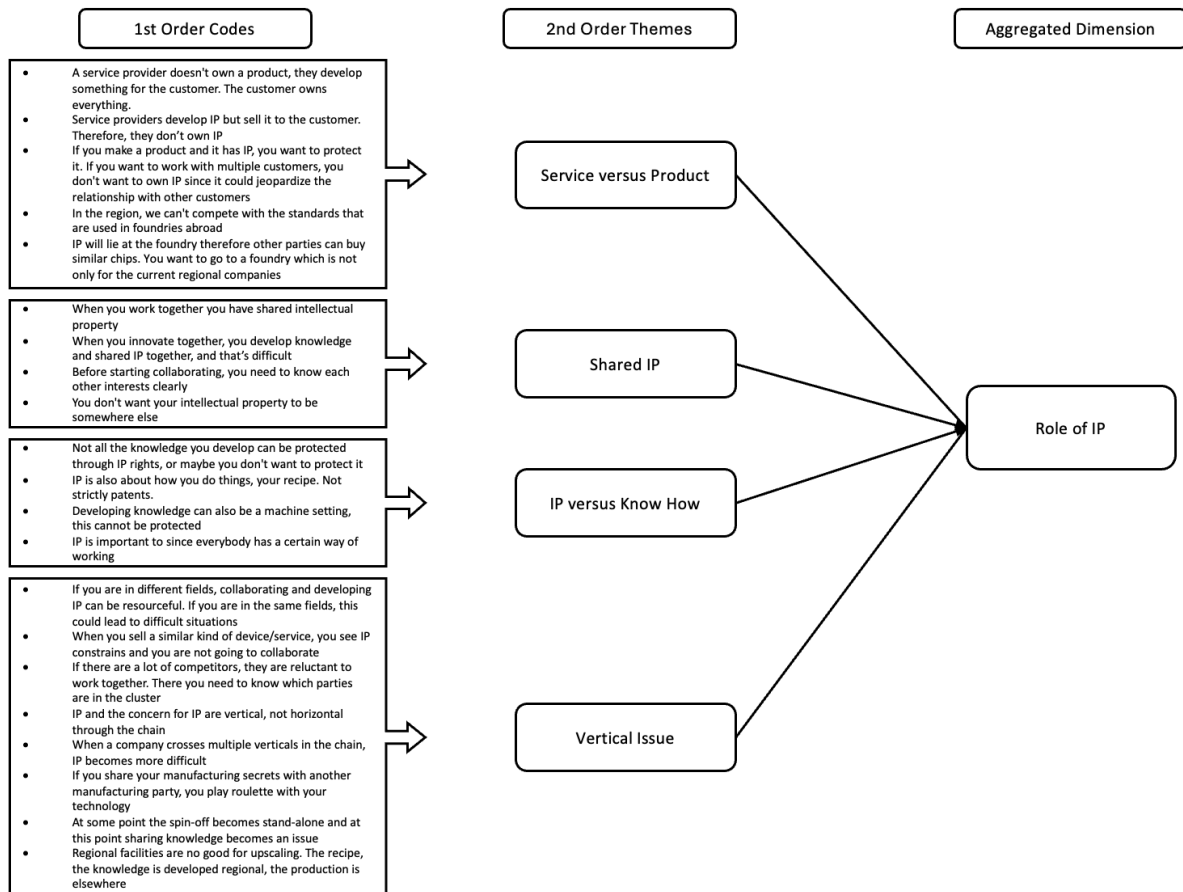 1st Order Codes
2nd Order Themes
Aggregated Dimension
• A service provider doesn't own a product, they develop
something for the customer. The customer owns
everything.
• Service providers develop IP but sell it to the customer.
Therefore, they don’t own IP
• If you make a product and it has IP, you want to protect
it. If you want to work with multiple customers, you
don't want to own IP since it could jeopardize the
relationship with other customers
• In the region, we can't compete with the standards that
are used in foundries abroad
• IP will lie at the foundry therefore other parties can buy
similar chips. You want to go to a foundry which is not
only for the current regional companies
Service versus Product
• When you work together you have shared intellectual
property
• When you innovate together, you develop knowledge
and shared IP together, and that’s difficult
• Before starting collaborating, you need to know each
other interests clearly
• You don't want your intellectual property to be
somewhere else
Shared IP
• Not all the knowledge you develop can be protected
through IP rights, or maybe you don't want to protect it
• IP is also about how you do things, your recipe. Not
strictly patents.
• Developing knowledge can also be a machine setting,
this cannot be protected
• IP is important to since everybody has a certain way of
working
IP versus Know How
• If you are in different fields, collaborating and developing
IP can be resourceful. If you are in the same fields, this
could lead to difficult situations
• When you sell a similar kind of device/service, you see IP
constrains and you are not going to collaborate
• If there are a lot of competitors, they are reluctant to
work together. There you need to know which parties
are in the cluster
• IP and the concern for IP are vertical, not horizontal
through the chain
• When a company crosses multiple verticals in the chain,
IP becomes more difficult
• If you share your manufacturing secrets with another
manufacturing party, you play roulette with your
technology
• At some point the spin-off becomes stand-alone and at
this point sharing knowledge becomes an issue
• Regional facilities are no good for upscaling. The recipe,
the knowledge is developed regional, the production is
elsewhere
Vertical Issue
Role of IP